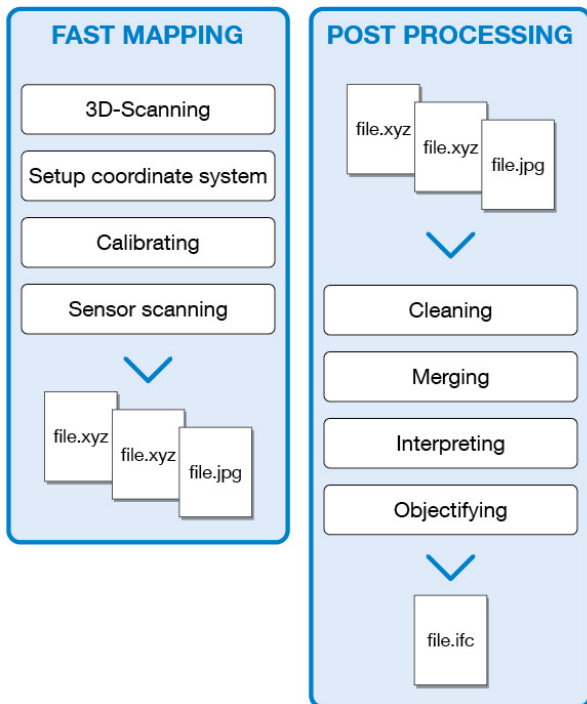 FAST MAPPING
3D-Scanning
Setup coordinate system
Calibrating
Sensor scanning
file.xyz
file.xyz
file.jpg
POST PROCESSING
file.xyz
file.xyz
file.jpg
Cleaning
Merging
Interpreting
Objectifying
file.ifc